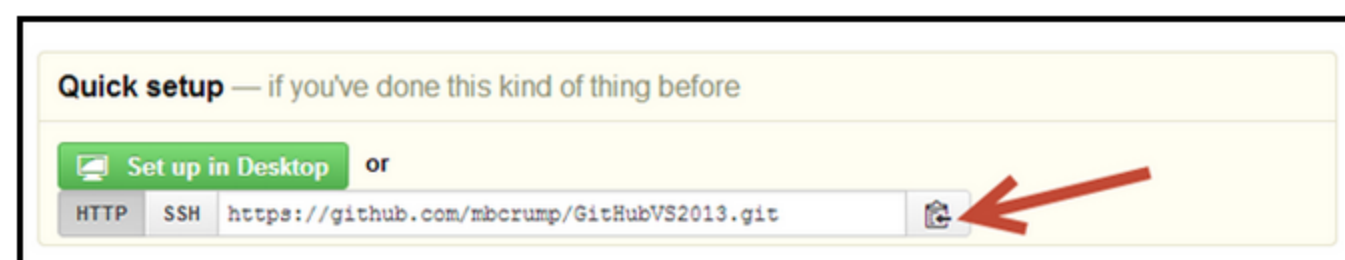 Quick setup — if you've done this kind of thing before
Set up in Desktop or
HTTP SSH https://github.com/mbcrump/GitHubVS2013.git